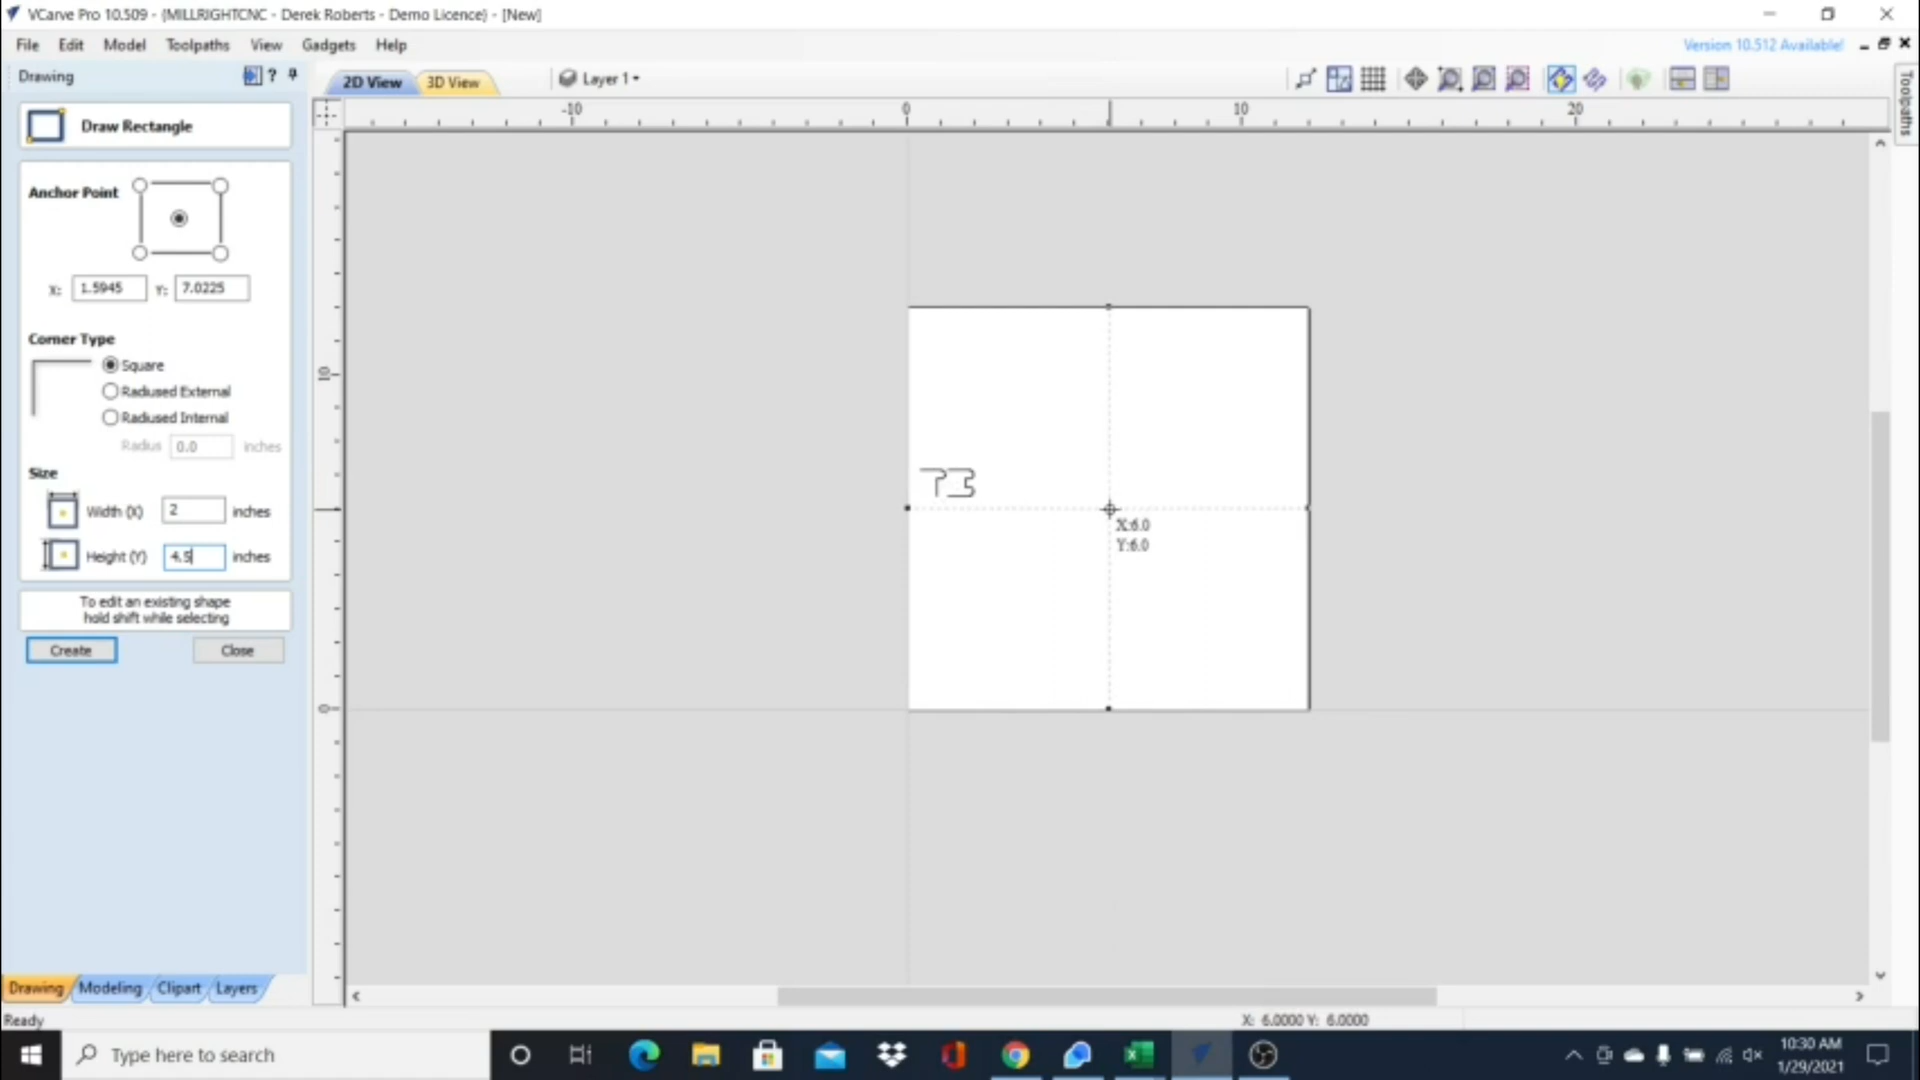 VCarve Pro 10.509 - {MILLRIGHTCNC - Derek Roberts - Demo Licence} - [New]
File Edit Model Toolpaths View Gadgets Help
Version 10.512 Available!
Drawing ?
2D View 3D View Layer 1
Toolpaths
-10 0 10 20
Draw Rectangle
Anchor Point
X: 1.5945 Y: 7.0225
Corner Type
Square
Radiused External
Radiused Internal
Radius 0.0 inches
Size
Width (X) 2 inches
Height (Y) 4.5 inches
To edit an existing shape
hold shift while selecting
Create Close
10
73
X:6.0
Y:6.0
0
Drawing Modeling Clipart Layers
Ready
X: 6.0000 Y: 6.0000
Type here to search
10:30 AM
1/29/2021